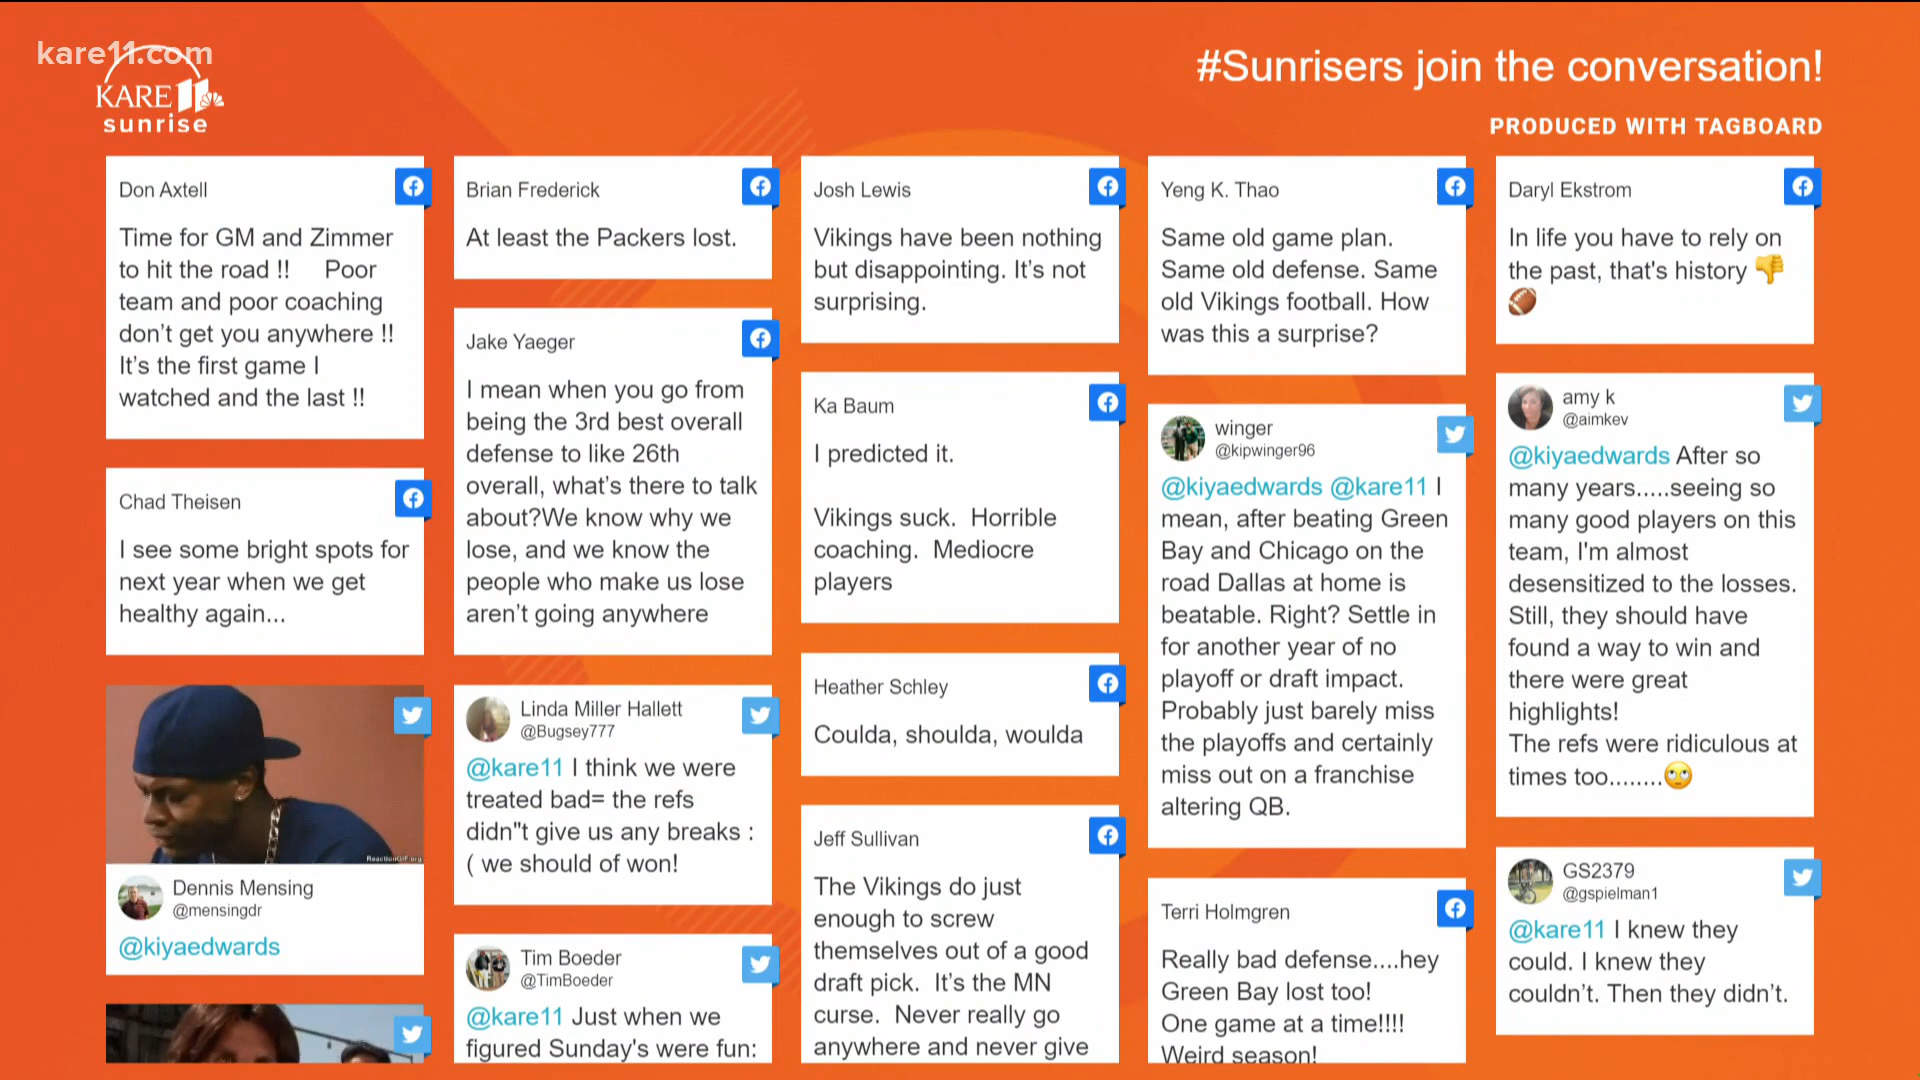 kare11.com
KARE 11
sunrise
#Sunrisers join the conversation!
PRODUCED WITH TAGBOARD
Don Axtell
Time for GM and Zimmer
to hit the road !! Poor
team and poor coaching
don’t get you anywhere !!
It’s the first game I
watched and the last !!
Chad Theisen
I see some bright spots for
next year when we get
healthy again...
ReactionGIF.org
Dennis Mensing
@mensingdr
@kiyaedwards
Brian Frederick
At least the Packers lost.
Jake Yaeger
I mean when you go from
being the 3rd best overall
defense to like 26th
overall, what’s there to talk
about?We know why we
lose, and we know the
people who make us lose
aren’t going anywhere
Linda Miller Hallett
@Bugsey777
@kare11 I think we were
treated bad= the refs
didn"t give us any breaks :
( we should of won!
Tim Boeder
@TimBoeder
@kare11 Just when we
figured Sunday's were fun:
Josh Lewis
Vikings have been nothing
but disappointing. It’s not
surprising.
Ka Baum
I predicted it.
Vikings suck. Horrible
coaching. Mediocre
players
Heather Schley
Coulda, shoulda, woulda
Jeff Sullivan
The Vikings do just
enough to screw
themselves out of a good
draft pick. It’s the MN
curse. Never really go
anywhere and never give
Yeng K. Thao
Same old game plan.
Same old defense. Same
old Vikings football. How
was this a surprise?
winger
@kipwinger96
@kiyaedwards @kare11 I
mean, after beating Green
Bay and Chicago on the
road Dallas at home is
beatable. Right? Settle in
for another year of no
playoff or draft impact.
Probably just barely miss
the playoffs and certainly
miss out on a franchise
altering QB.
Terri Holmgren
Really bad defense....hey
Green Bay lost too!
One game at a time!!!!
Weird season!
Daryl Ekstrom
In life you have to rely on
the past, that's history 👎
🏈
amy k
@aimkev
@kiyaedwards After so
many years.....seeing so
many good players on this
team, I'm almost
desensitized to the losses.
Still, they should have
found a way to win and
there were great
highlights!
The refs were ridiculous at
times too........🙄
GS2379
@gspielman1
@kare11 I knew they
could. I knew they
couldn’t. Then they didn’t.